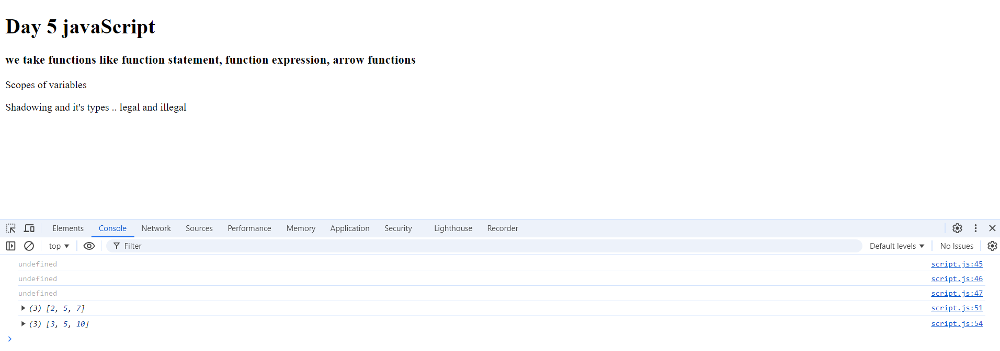 Day 5 javaScript
we take functions like function statement, function expression, arrow functions
Scopes of variables
Shadowing and it's types .. legal and illegal
Elements Console Network Sources Performance Memory Application Security Lighthouse Recorder
top Filter Default levels No Issues
undefined script.js:45
undefined script.js:46
undefined script.js:47
(3) [2, 5, 7] script.js:51
(3) [3, 5, 10] script.js:54